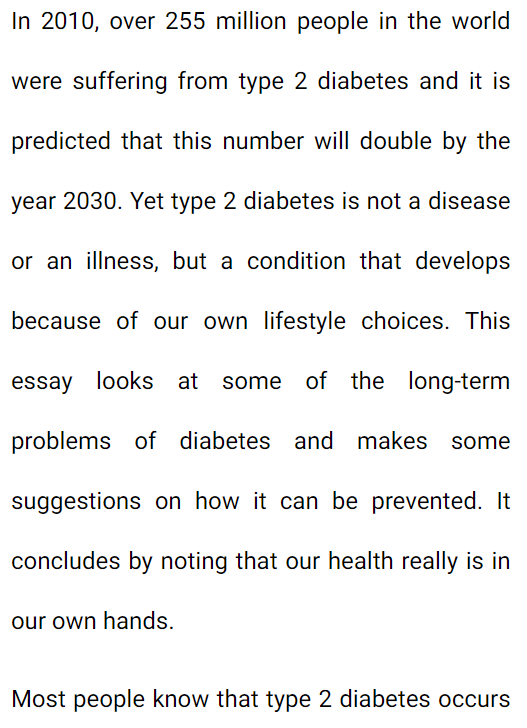 In 2010, over 255 million people in the world
were suffering from type 2 diabetes and it is
predicted that this number will double by the
year 2030. Yet type 2 diabetes is not a disease
or an illness, but a condition that develops
because of our own lifestyle choices. This
essay looks at some of the long-term
problems of diabetes and makes some
suggestions on how it can be prevented. It
concludes by noting that our health really is in
our own hands.
Most people know that type 2 diabetes occurs